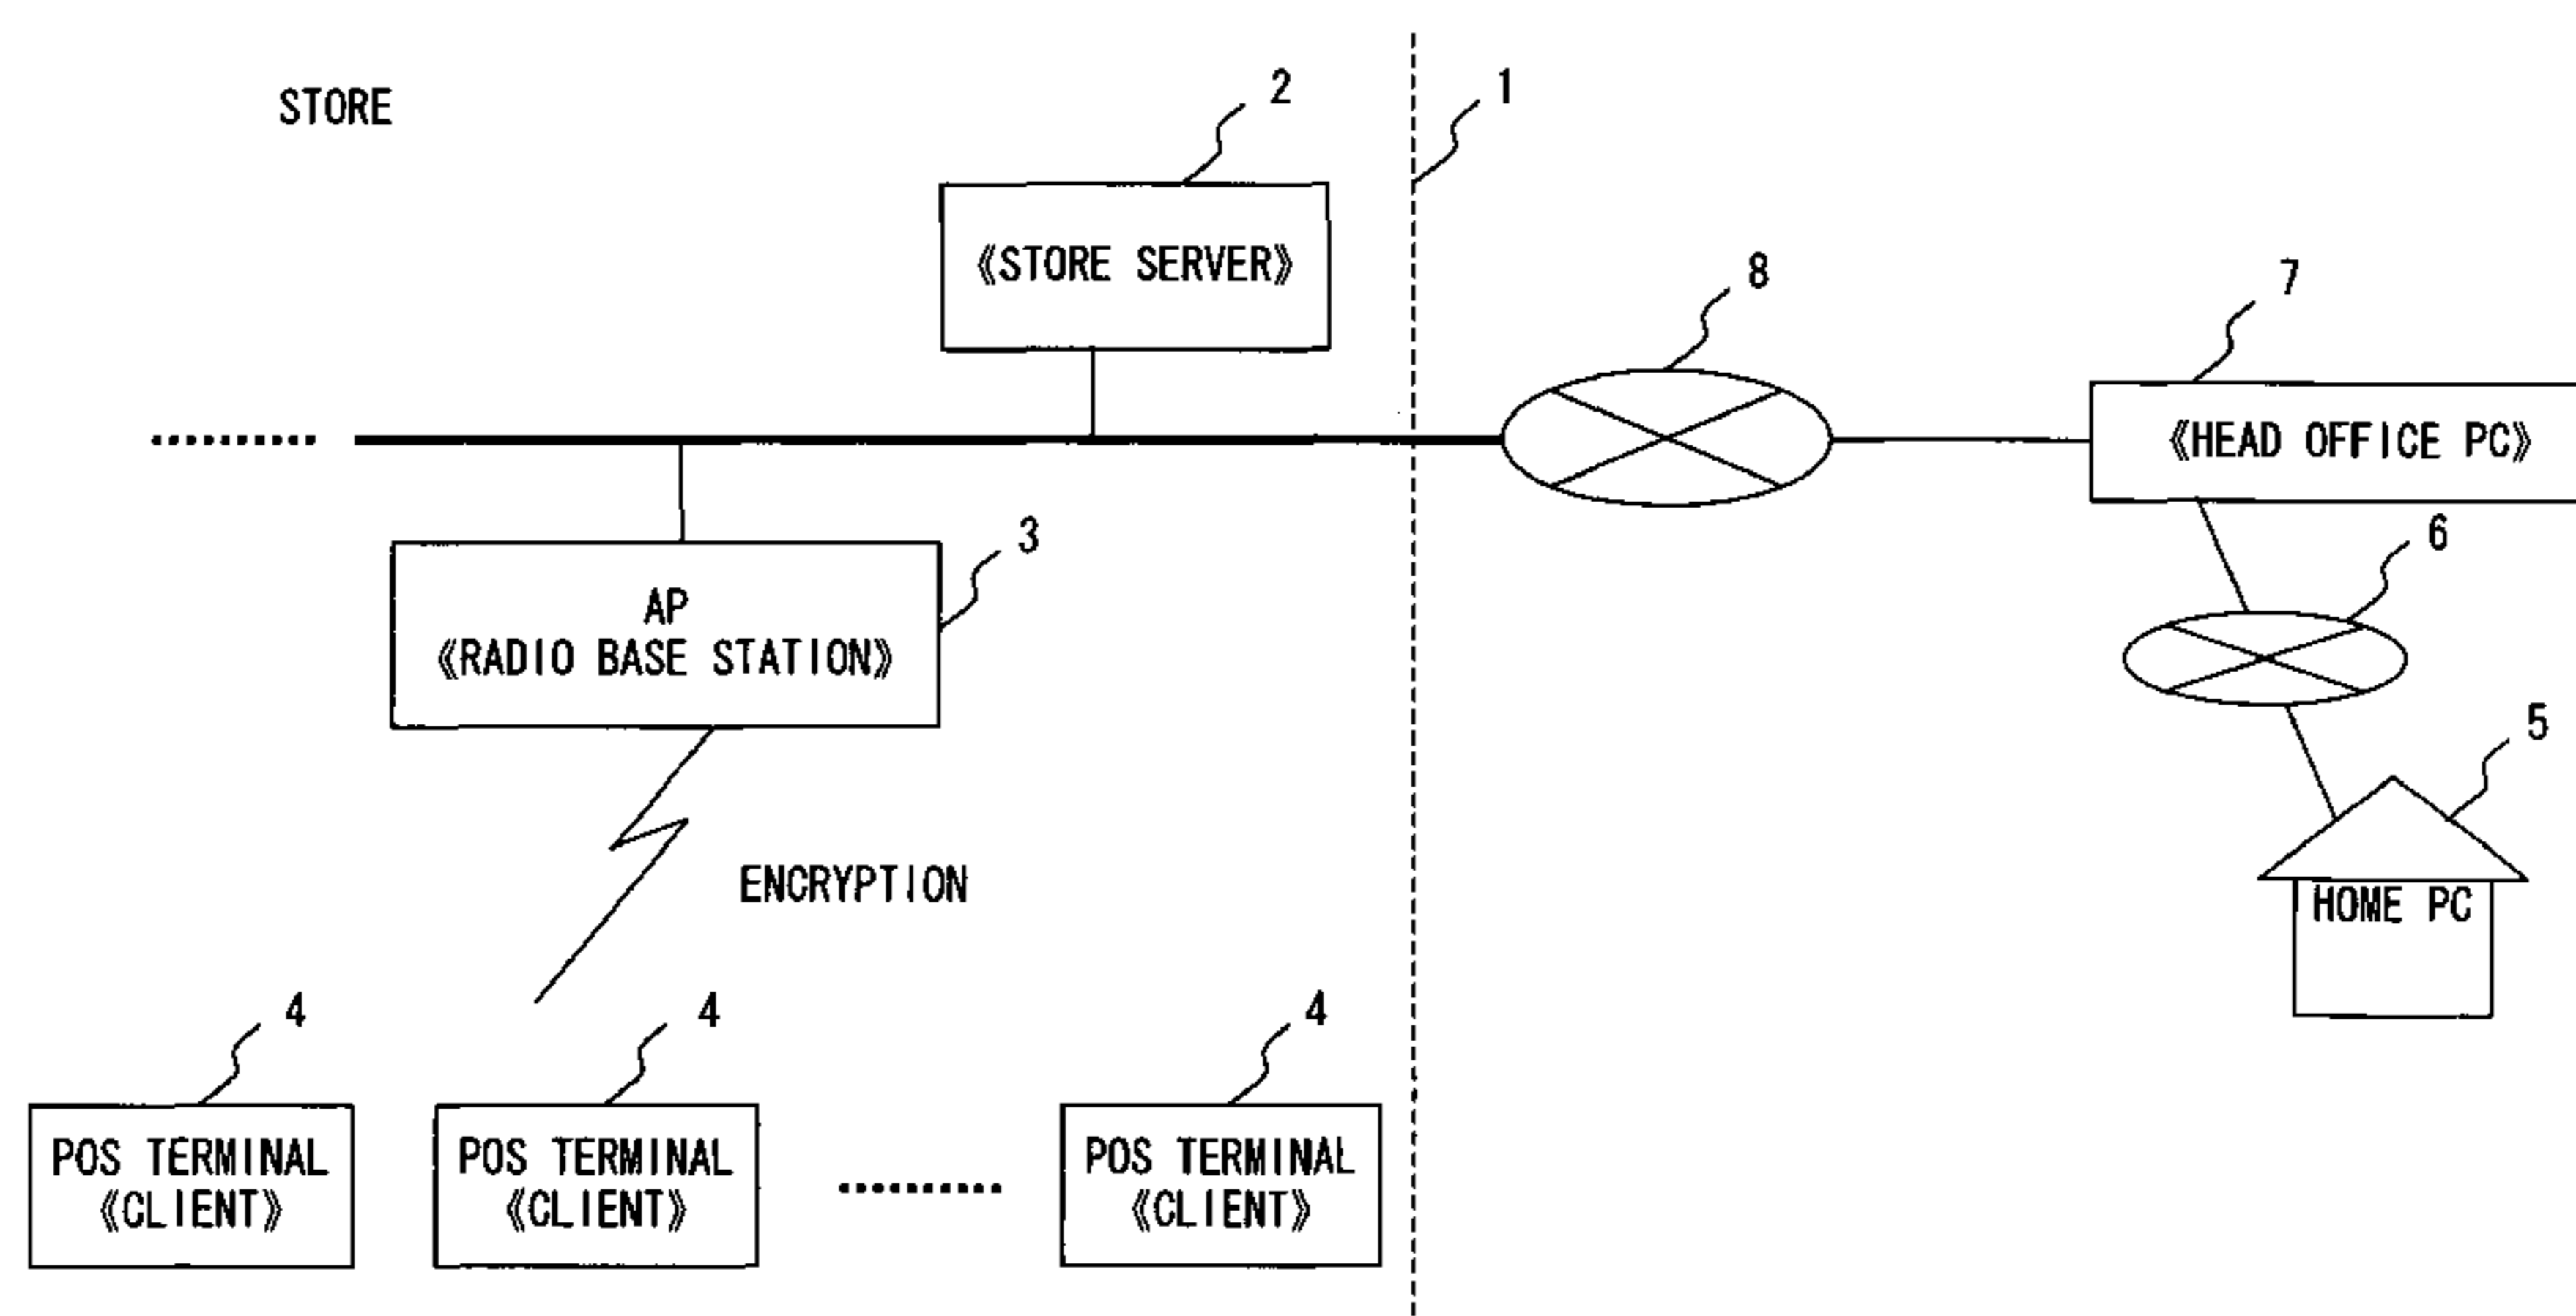 STORE
2
1
《STORE SERVER》
8
7
《HEAD OFFICE PC》
3
6
AP
《RADIO BASE STATION》
5
ENCRYPTION
HOME PC
4
4
4
POS TERMINAL
《CLIENT》
POS TERMINAL
《CLIENT》
POS TERMINAL
《CLIENT》